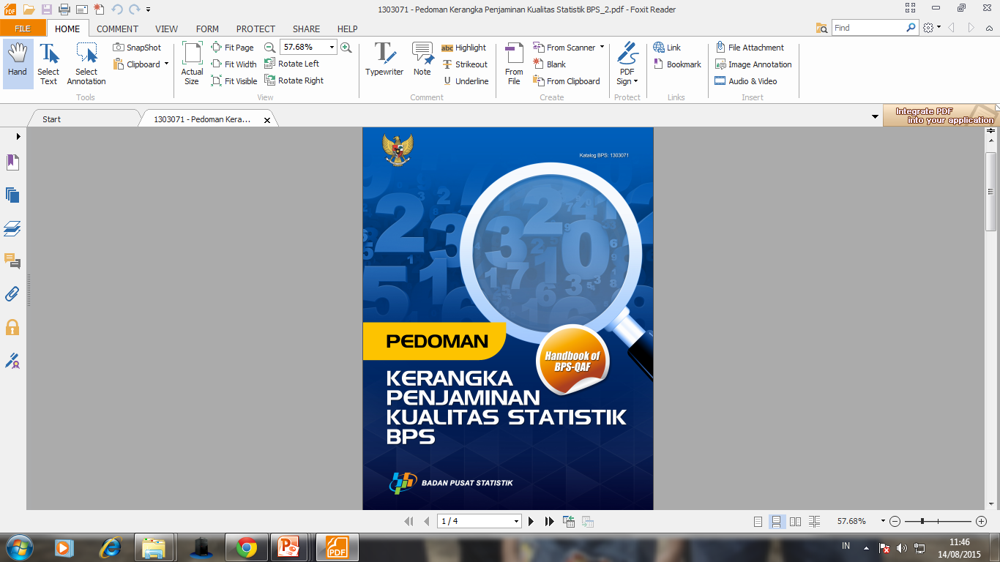 1303071 - Pedoman Kerangka Penjaminan Kualitas Statistik BPS_2.pdf - Foxit Reader
FILE HOME COMMENT VIEW FORM PROTECT SHARE HELP
Find
Hand
Select Text
Select Annotation
SnapShot
Clipboard
Tools
Actual Size
Fit Page
Fit Width
Fit Visible
57.68%
Rotate Left
Rotate Right
View
Typewriter
Note
Highlight
Strikeout
Underline
Comment
From File
From Scanner
Blank
From Clipboard
Create
PDF Sign
Protect
Link
Bookmark
Links
File Attachment
Image Annotation
Audio & Video
Insert
Start
1303071 - Pedoman Kera...
Integrate PDF
into your application
Katalog BPS: 1303071
PEDOMAN
Handbook of
BPS-QAF
KERANGKA
PENJAMINAN
KUALITAS STATISTIK
BPS
BADAN PUSAT STATISTIK
1 / 4
57.68%
IN
11:46
14/08/2015